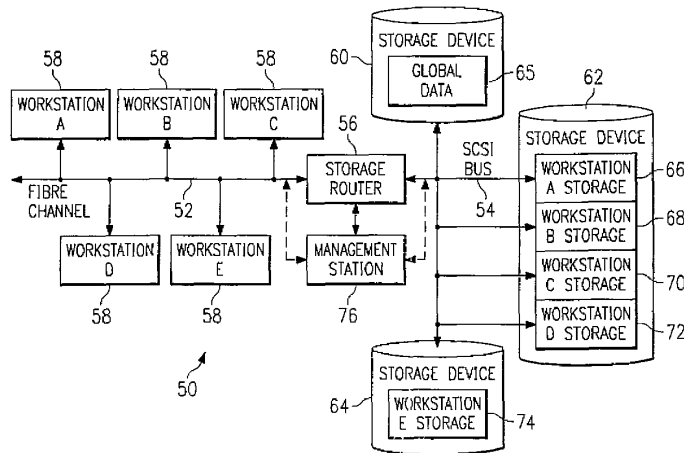 58
58
58
WORKSTATION
A
WORKSTATION
B
WORKSTATION
C
FIBRE
CHANNEL
52
WORKSTATION
D
WORKSTATION
E
58
58
50
56
STORAGE
ROUTER
MANAGEMENT
STATION
76
SCSI
BUS
54
60
STORAGE DEVICE
GLOBAL
DATA
65
62
STORAGE DEVICE
WORKSTATION
A STORAGE
66
WORKSTATION
B STORAGE
68
WORKSTATION
C STORAGE
70
WORKSTATION
D STORAGE
72
STORAGE DEVICE
64
WORKSTATION
E STORAGE
74